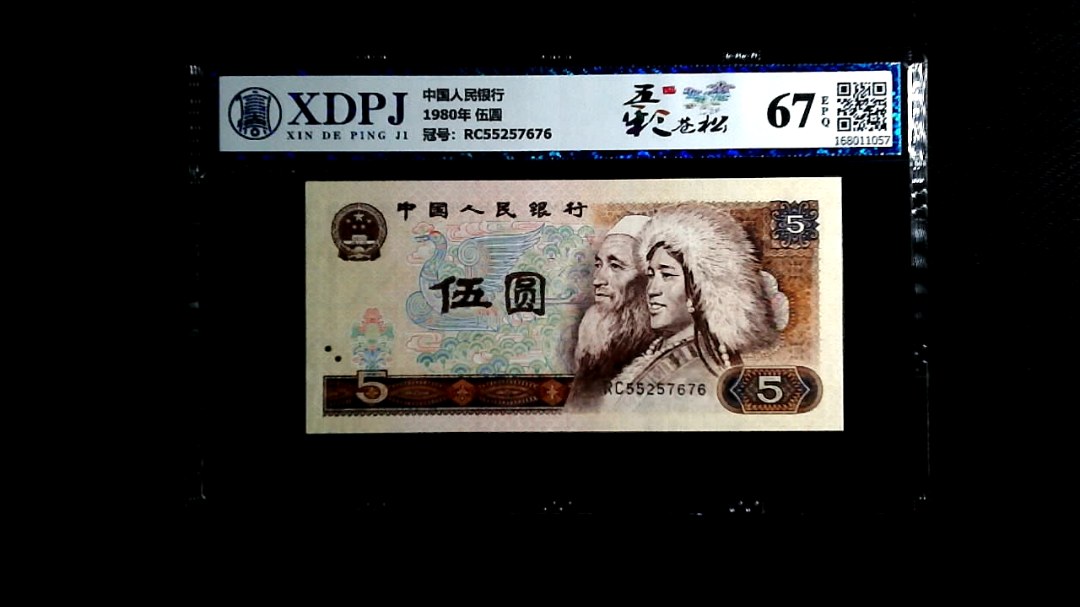 XDPJ
XIN DE PING JI
中国人民银行
1980年 伍圆
冠号：RC55257676
五彩苍松
67
EPQ
168011057
中国人民银行
5
伍圆
5
RC55257676
5